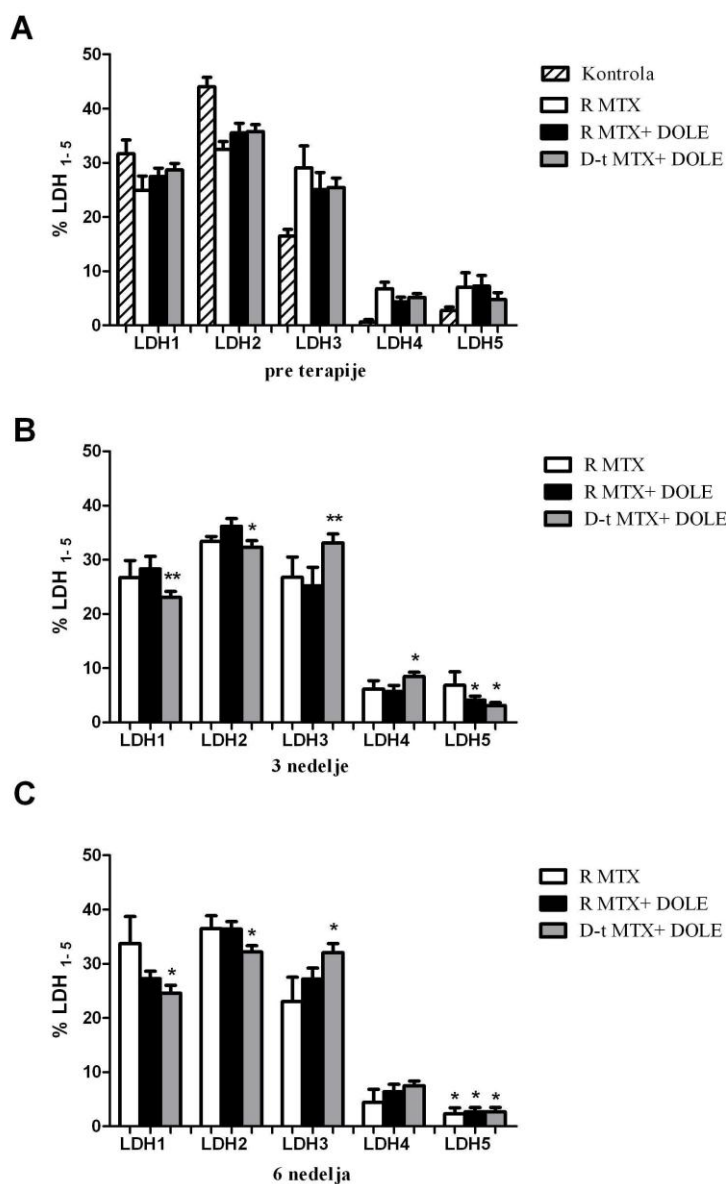 A
50
40
30
20
10
0
% LDH 1- 5
LDH1 LDH2 LDH3 LDH4 LDH5
pre terapije
Kontrola
R MTX
R MTX+ DOLE
D-t MTX+ DOLE
B
50
40
30
20
10
0
% LDH 1- 5
** * ** * * *
LDH1 LDH2 LDH3 LDH4 LDH5
3 nedelje
R MTX
R MTX+ DOLE
D-t MTX+ DOLE
C
50
40
30
20
10
0
% LDH 1- 5
* * * * * *
LDH1 LDH2 LDH3 LDH4 LDH5
6 nedelja
R MTX
R MTX+ DOLE
D-t MTX+ DOLE